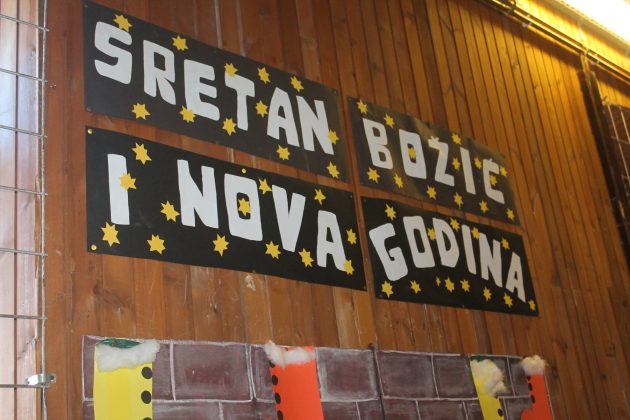 SRETAN BOŽIĆ
I NOVA GODINA